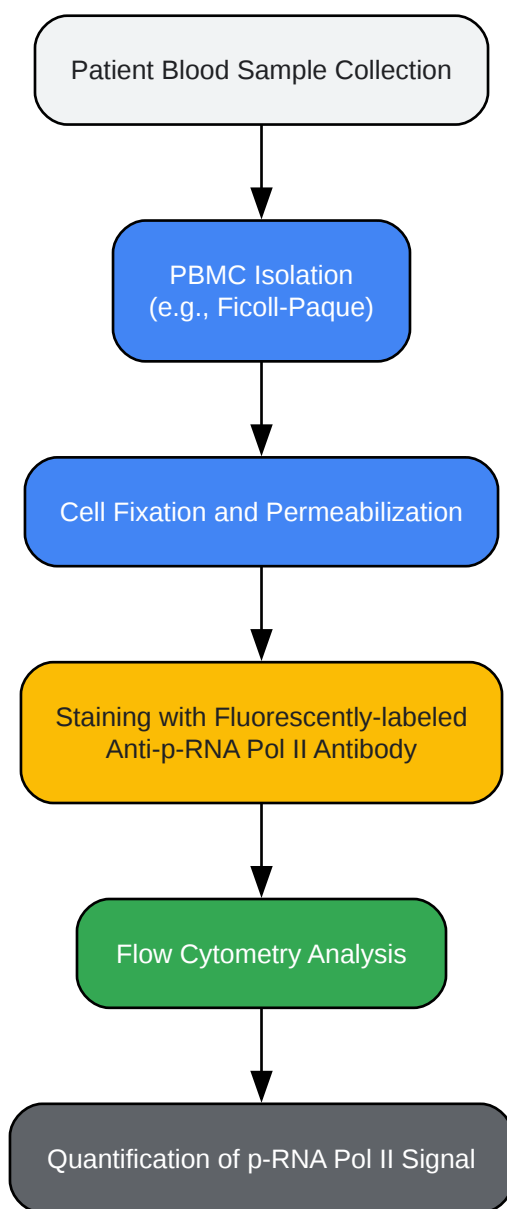 Patient Blood Sample Collection
PBMC Isolation
(e.g., Ficoll-Paque)
Cell Fixation and Permeabilization
Staining with Fluorescently-labeled
Anti-p-RNA Pol II Antibody
Flow Cytometry Analysis
Quantification of p-RNA Pol II Signal